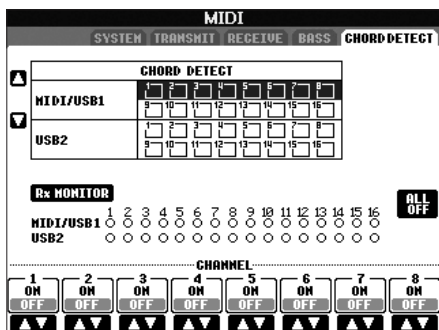 MIDI
SYSTEM TRANSMIT RECEIVE BASS CHORD DETECT
CHORD DETECT
MIDI/USB1
1 2 3 4 5 6 7 8
9 10 11 12 13 14 15 16
USB2
1 2 3 4 5 6 7 8
9 10 11 12 13 14 15 16
Rx MONITOR
ALL OFF
1 2 3 4 5 6 7 8 9 10 11 12 13 14 15 16
MIDI/USB1
USB2
CHANNEL
1 2 3 4 5 6 7 8
ON ON ON ON ON ON ON ON
OFF OFF OFF OFF OFF OFF OFF OFF